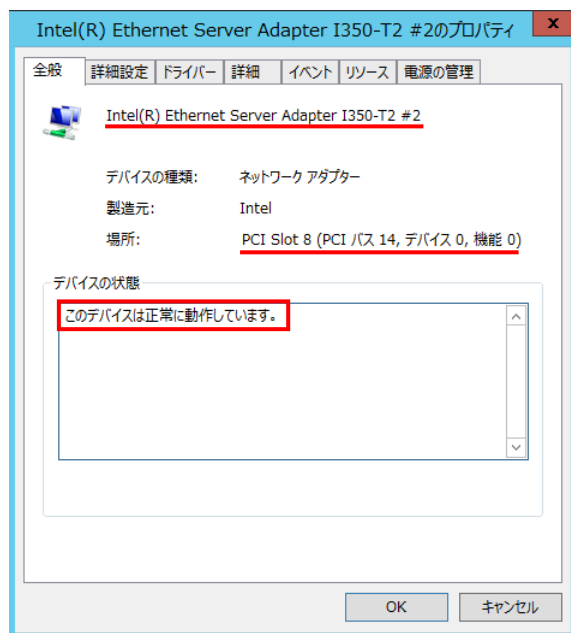 Intel(R) Ethernet Server Adapter I350-T2 #2のプロパティ
x
全般 詳細設定 ドライバー 詳細 イベント リソース 電源の管理
Intel(R) Ethernet Server Adapter I350-T2 #2
デバイスの種類: ネットワーク アダプター
製造元: Intel
場所: PCI Slot 8 (PCI バス 14, デバイス 0, 機能 0)
デバイスの状態
このデバイスは正常に動作しています。
OK キャンセル